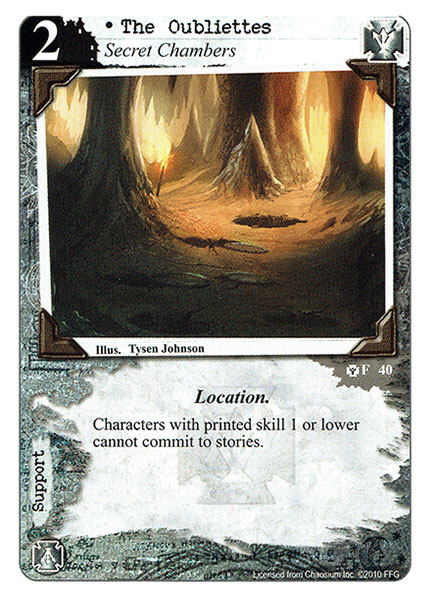 2
• The Oubliettes
Secret Chambers
Illus. Tysen Johnson
F 40
Location.
Characters with printed skill 1 or lower
cannot commit to stories.
Support
Licensed from Chaosium Inc. ©2010 FFG